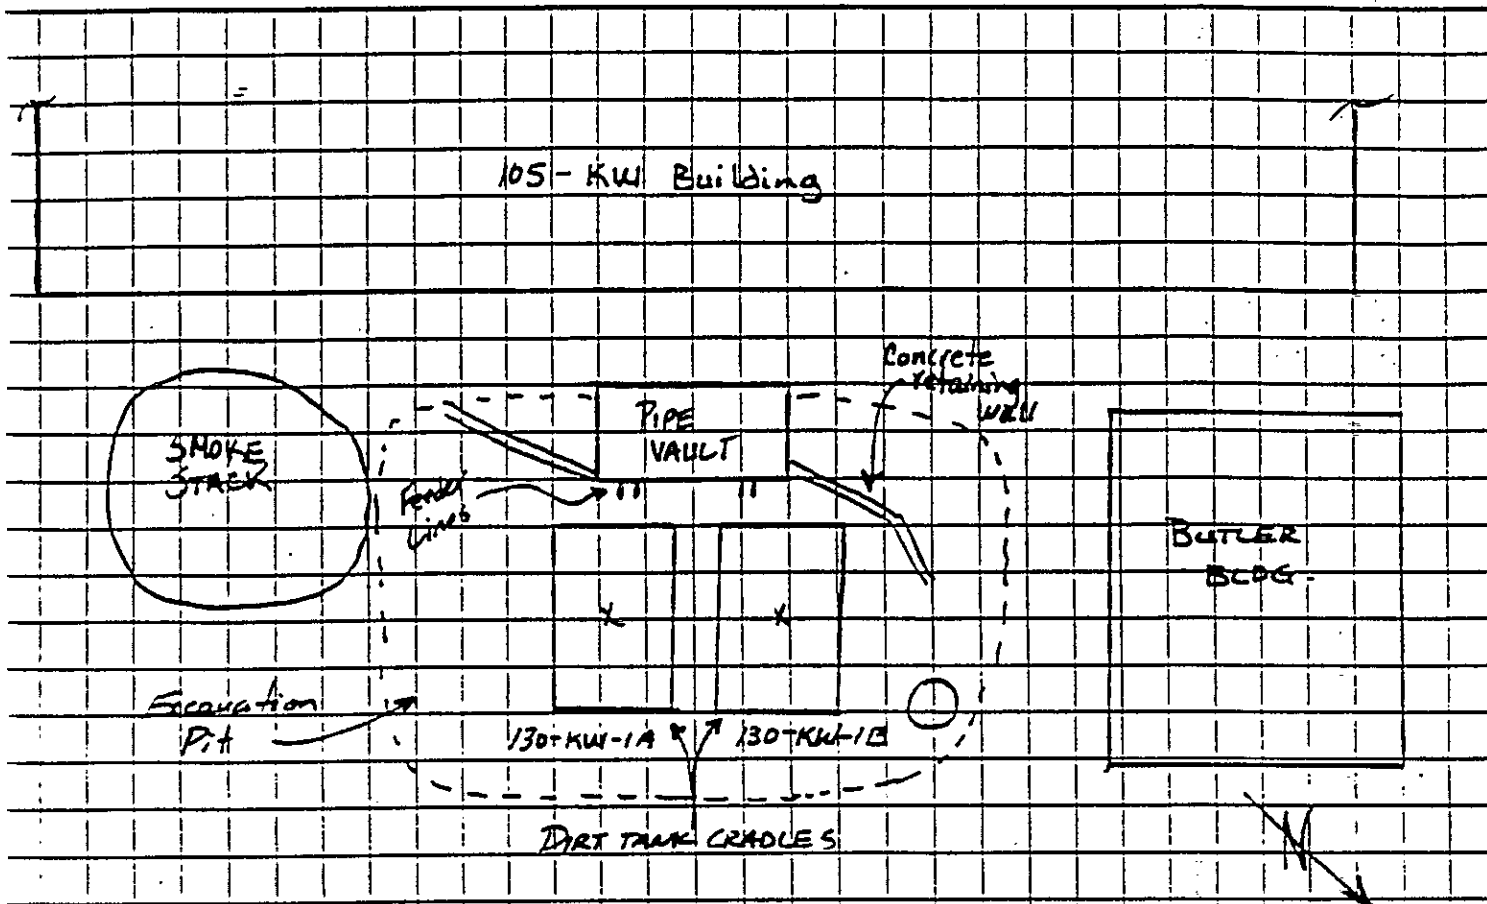 105-KW Building
Concrete
retaining
wall
PIPE
VAULT
SMOKE
STACK
Feeder
Lines
BUTLER
BLDG.
X
X
Excavation
Pit
130-KW-1A
130-KW-1B
DIRT TANK CRADLES
N